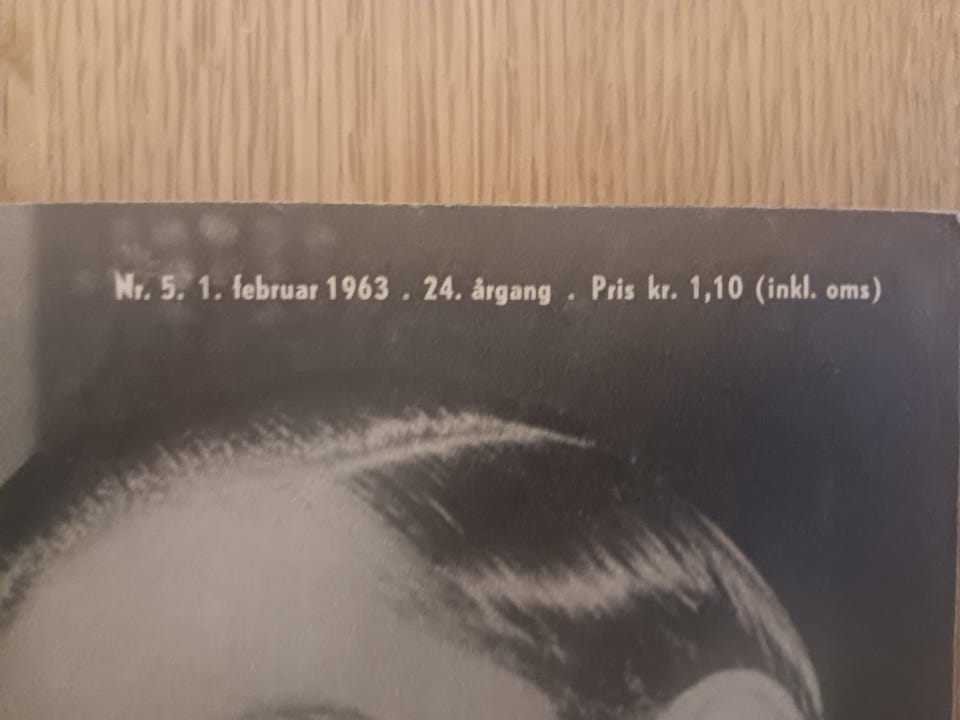 Nr. 5. 1. februar 1963 . 24. årgang . Pris kr. 1,10 (inkl. oms)